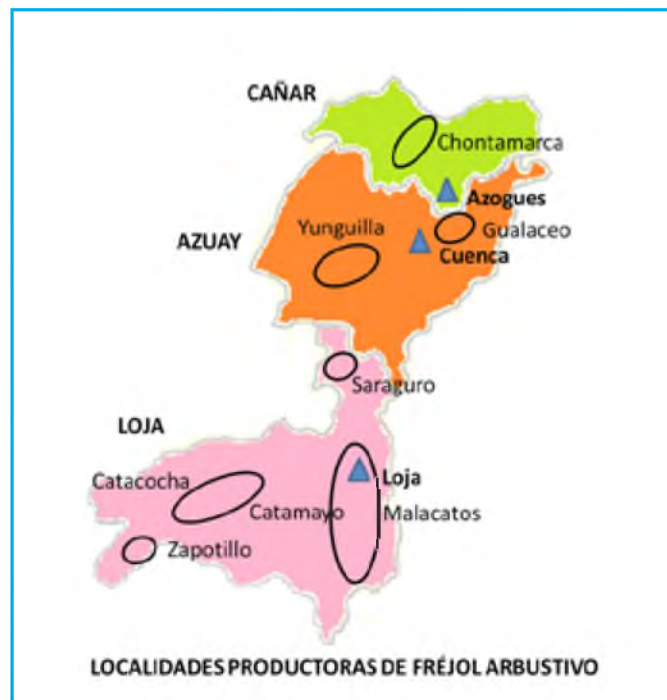 CAÑAR
Chontamarca
Azogues
Yunguilla
Gualaceo
AZUAY
Cuenca
Saraguro
LOJA
Catacocha
Loja
Catamayo
Malacatos
Zapotillo
LOCALIDADES PRODUCTORAS DE FRÉJOL ARBUSTIVO